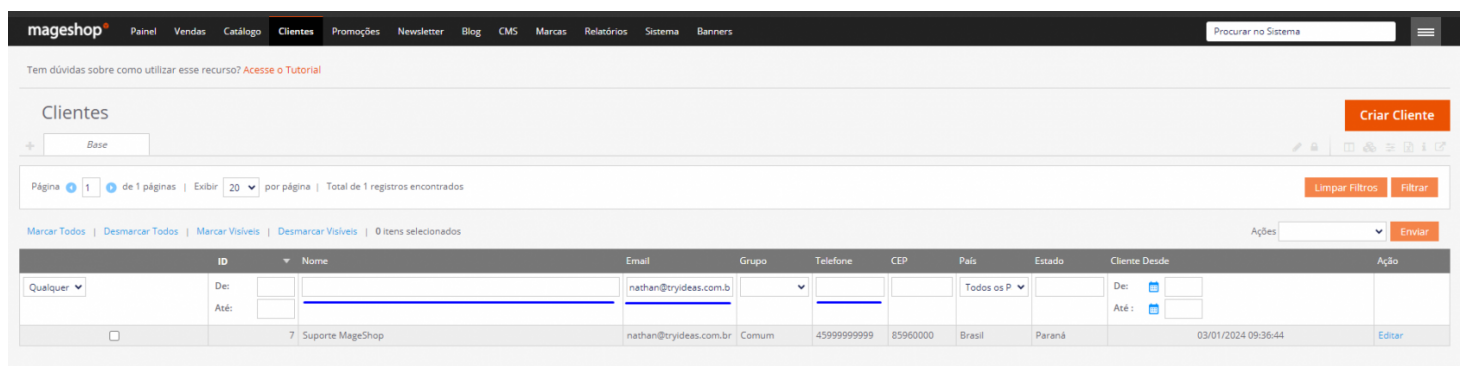 mageshop Painel Vendas Catálogo Clientes Promoções Newsletter Blog CMS Marcas Relatórios Sistema Banners Procurar no Sistema
Tem dúvidas sobre como utilizar esse recurso? Acesse o Tutorial
Clientes
Criar Cliente
Base
Página 1 de 1 páginas | Exibir 20 por página | Total de 1 registros encontrados Limpar Filtros Filtrar
Marcar Todos | Desmarcar Todos | Marcar Visíveis | Desmarcar Visíveis | 0 itens selecionados Ações Enviar
ID Nome Email Grupo Telefone CEP País Estado Cliente Desde Ação
Qualquer De: nathan@tryideas.com.b Todos os P De:
Até: Até :
7 Suporte MageShop nathan@tryideas.com.br Comum 45999999999 85960000 Brasil Paraná 03/01/2024 09:36:44 Editar